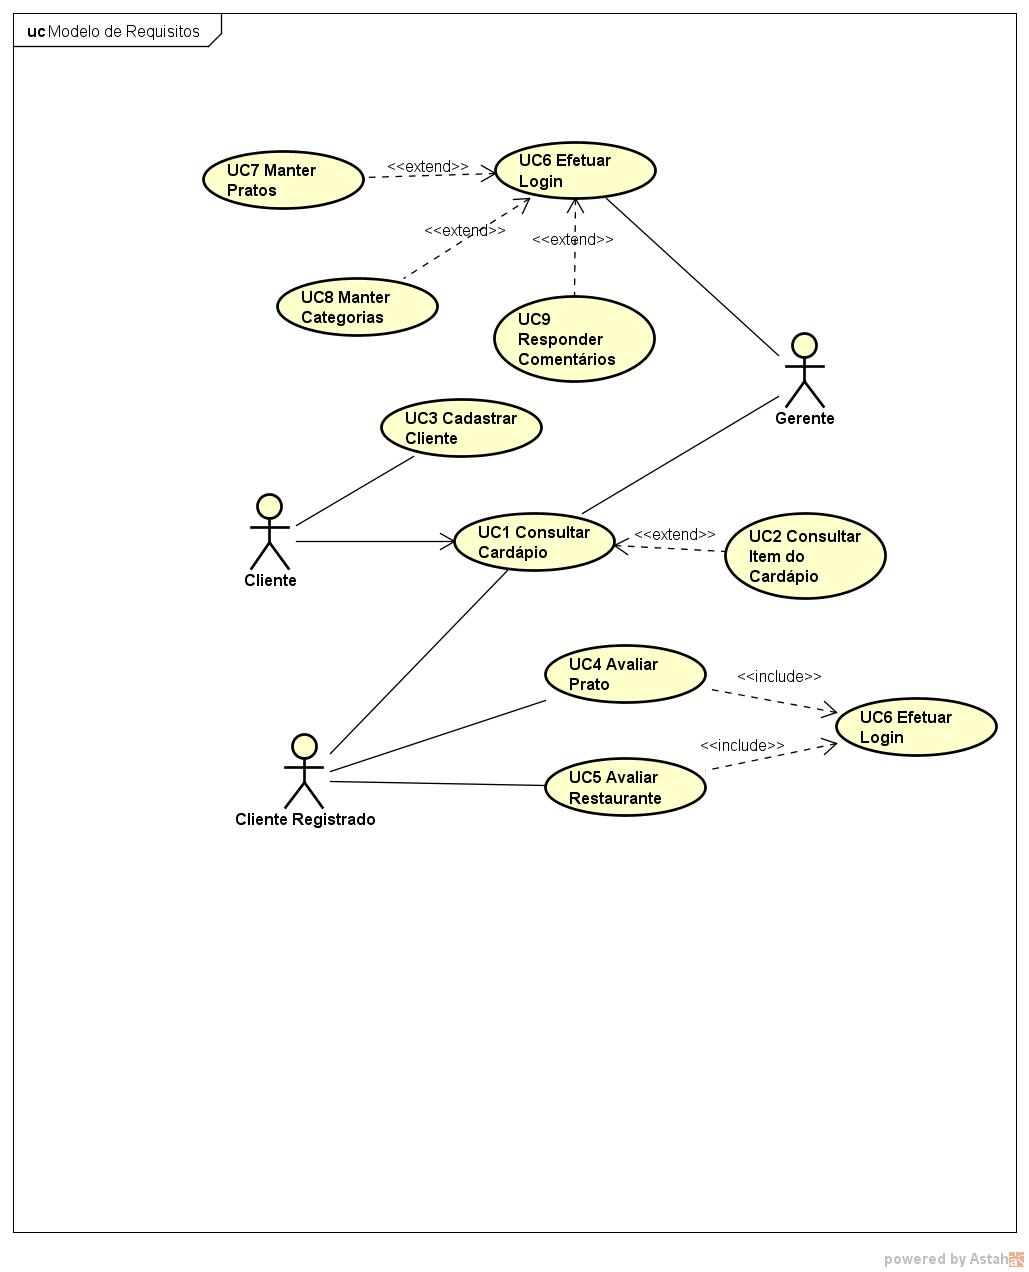 uc Modelo de Requisitos
UC7 Manter
Pratos
<<extend>>
UC6 Efetuar
Login
<<extend>>
<<extend>>
UC8 Manter
Categorias
UC9
Responder
Comentários
Gerente
UC3 Cadastrar
Cliente
Cliente
UC1 Consultar
Cardápio
<<extend>>
UC2 Consultar
Item do
Cardápio
UC4 Avaliar
Prato
<<include>>
UC6 Efetuar
Login
<<include>>
UC5 Avaliar
Restaurante
Cliente Registrado
powered by Astah